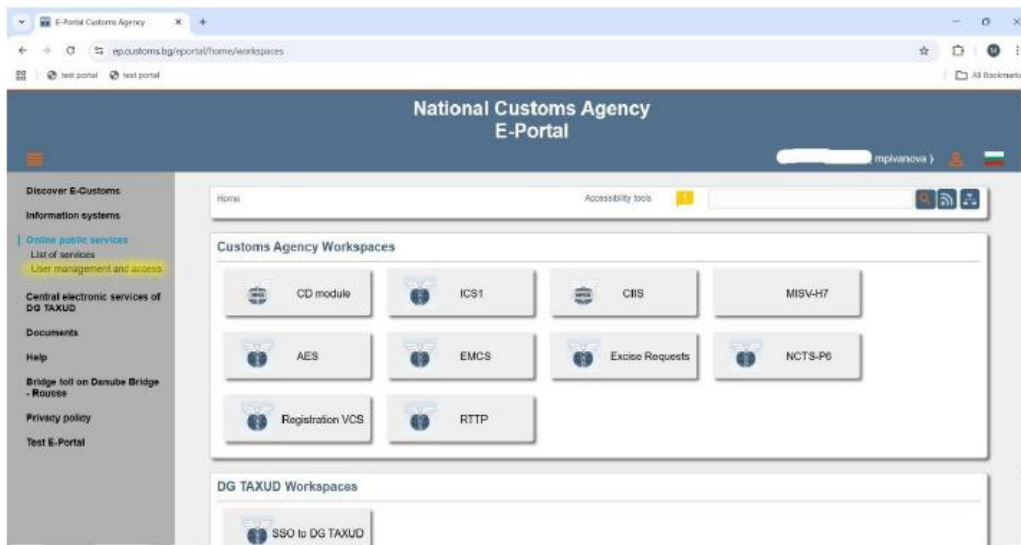 E-Portal Customs Agency
ep.customs.bg/eportal/home/workspaces
test portal test portal
All Bookmarks
National Customs Agency
E-Portal
mpivanova )
Discover E-Customs
Information systems
Online public services
List of services
User management and access
Central electronic services of
DG TAXUD
Documents
Help
Bridge toll on Danube Bridge
- Rousse
Privacy policy
Test E-Portal
Home
Accessibility tools
Customs Agency Workspaces
CD module
ICS1
CIIS
MISV-H7
AES
EMCS
Excise Requests
NCTS-P6
Registration VCS
RTTP
DG TAXUD Workspaces
SSO to DG TAXUD